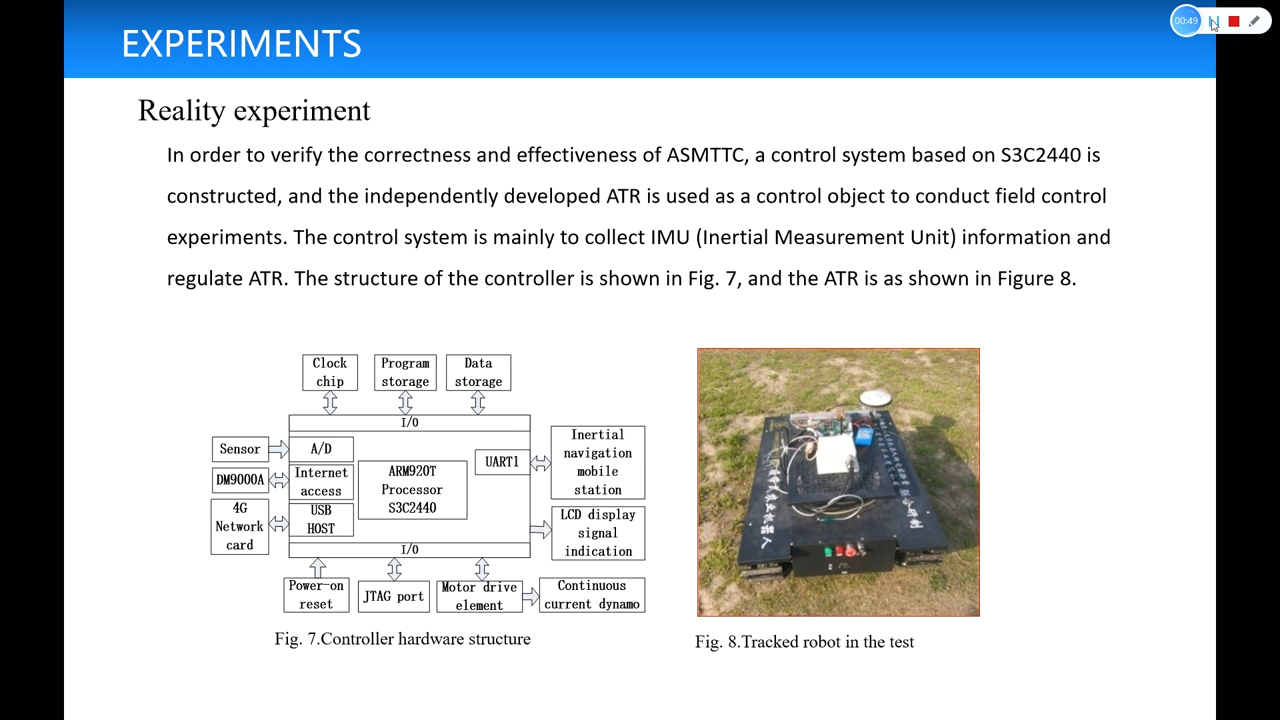 00:49
EXPERIMENTS
Reality experiment
In order to verify the correctness and effectiveness of ASMTTC, a control system based on S3C2440 is
constructed, and the independently developed ATR is used as a control object to conduct field control
experiments. The control system is mainly to collect IMU (Inertial Measurement Unit) information and
regulate ATR. The structure of the controller is shown in Fig. 7, and the ATR is as shown in Figure 8.
Clock
chip
Program
storage
Data
storage
I/O
Sensor
A/D
DM9000A
Internet
access
4G
Network
card
USB
HOST
ARM920T
Processor
S3C2440
UART1
Inertial
navigation
mobile
station
LCD display
signal
indication
I/O
Power-on
reset
JTAG port
Motor drive
element
Continuous
current dynamo
Fig. 7.Controller hardware structure
机器人
Fig. 8.Tracked robot in the test